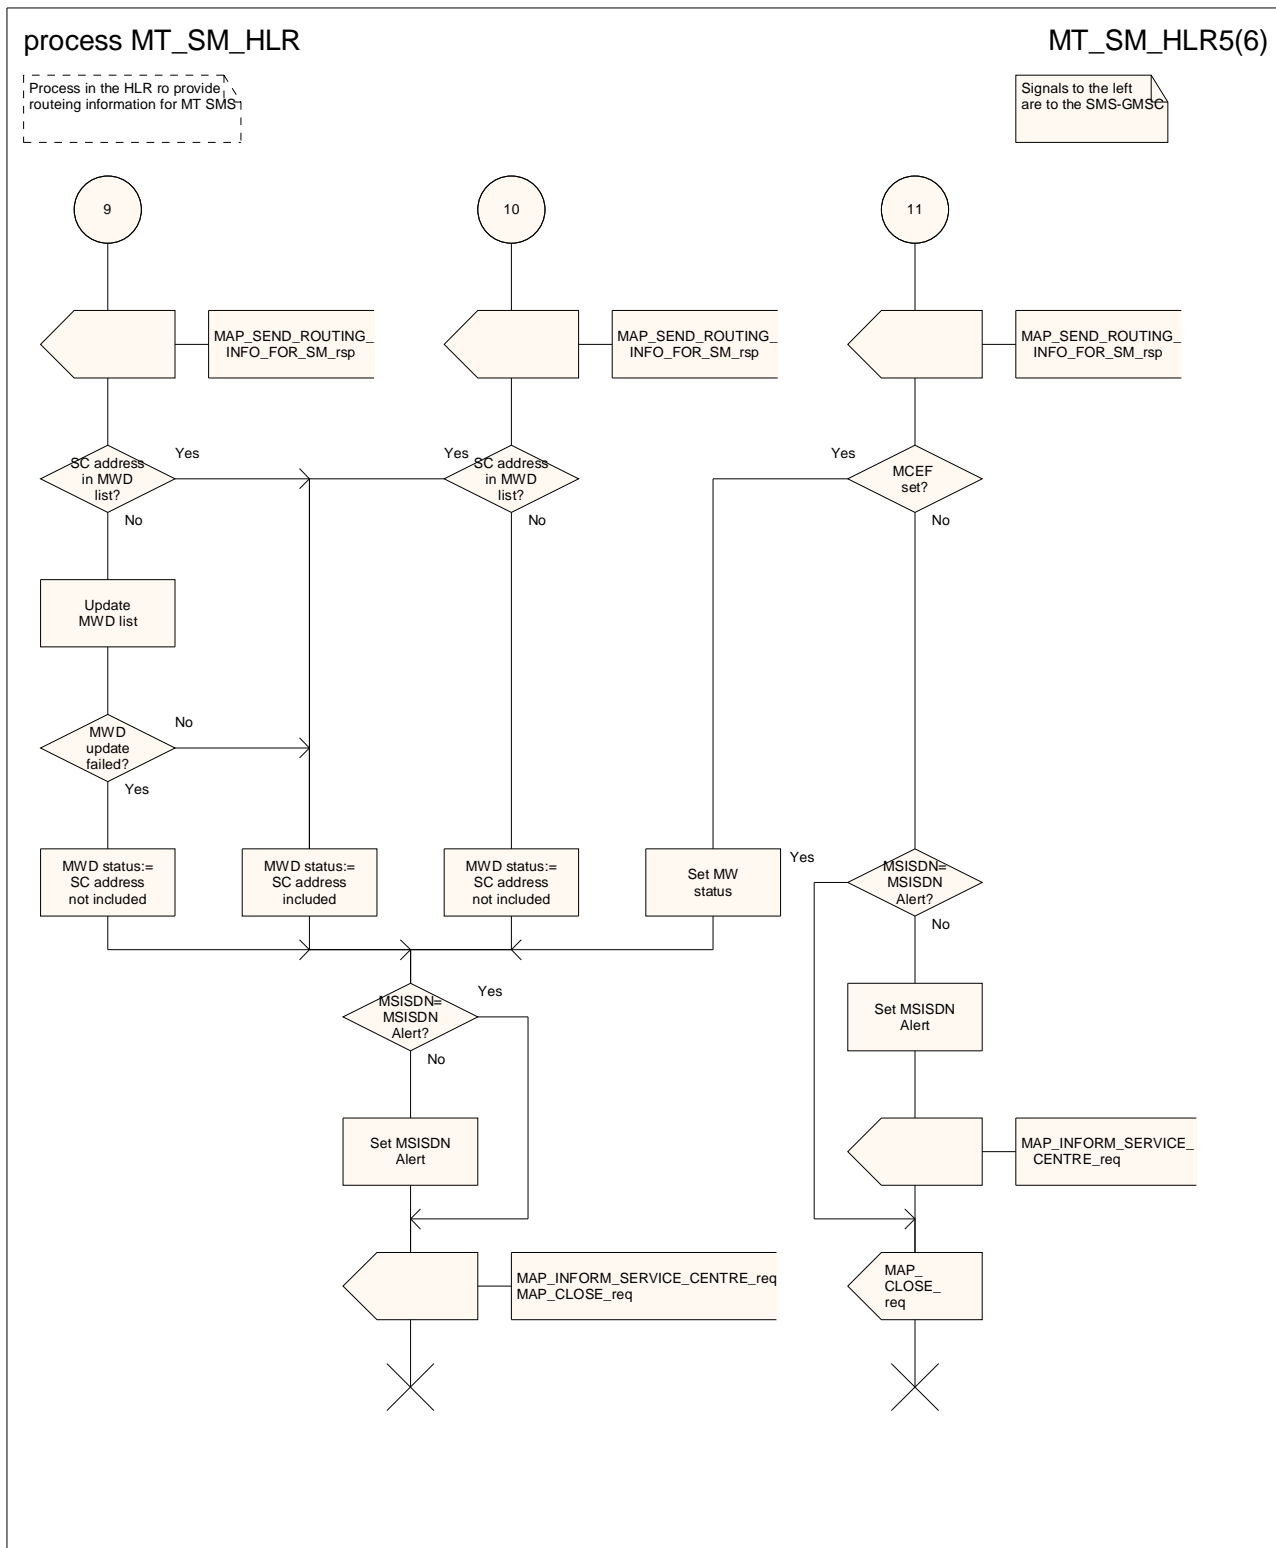 process MT_SM_HLR
MT_SM_HLR5(6)
Process in the HLR ro provide
routeing information for MT SMS
Signals to the left
are to the SMS-GMSC
9
10
11
MAP_SEND_ROUTING_
INFO_FOR_SM_rsp
MAP_SEND_ROUTING_
INFO_FOR_SM_rsp
MAP_SEND_ROUTING_
INFO_FOR_SM_rsp
SC address
in MWD
list?
Yes
No
Yes
SC address
in MWD
list?
No
Yes
MCEF
set?
No
Update
MWD list
MWD
update
failed?
No
Yes
MWD status:=
SC address
not included
MWD status:=
SC address
included
MWD status:=
SC address
not included
Set MW
status
Yes
MSISDN=
MSISDN
Alert?
No
MSISDN=
MSISDN
Alert?
Yes
No
Set MSISDN
Alert
Set MSISDN
Alert
MAP_INFORM_SERVICE_
CENTRE_req
MAP_INFORM_SERVICE_CENTRE_req
MAP_CLOSE_req
MAP_
CLOSE_
req